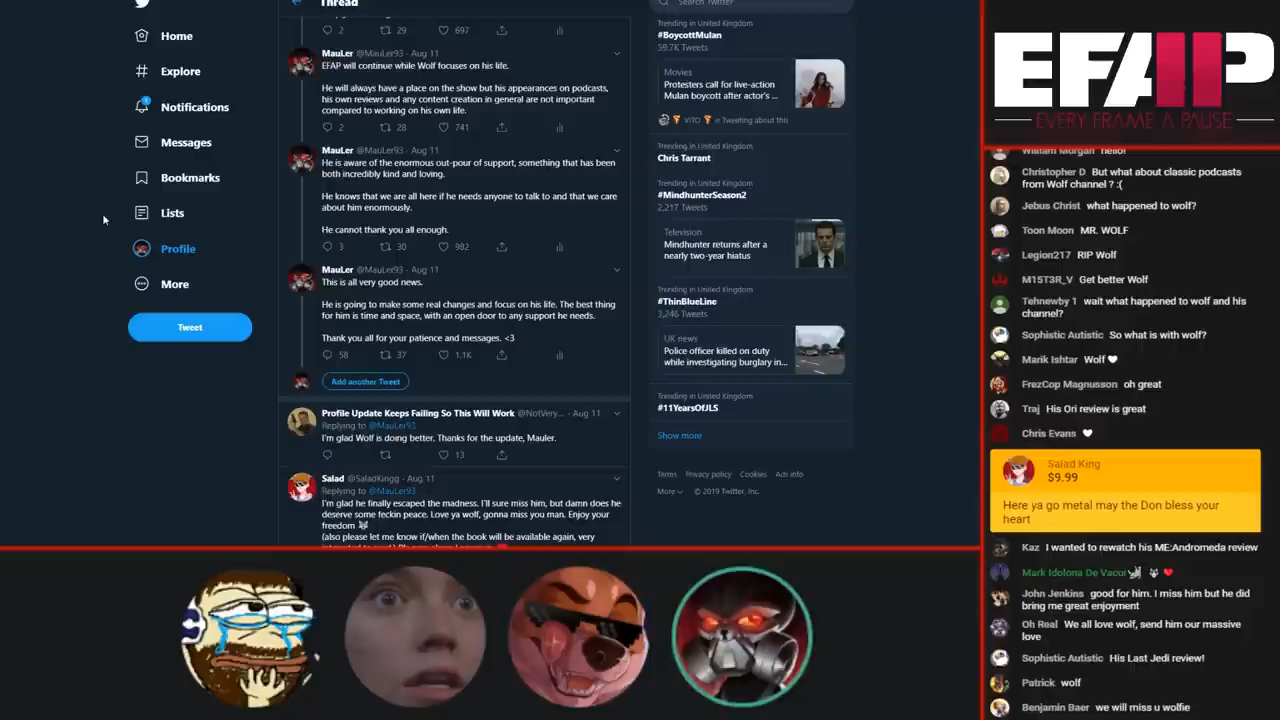 Home
Explore
Notifications
Messages
Bookmarks
Lists
Profile
More
Tweet
Thread
2 29 697
MauLer @MauLer93 · Aug 11
EFAP will continue while Wolf focuses on his life.
He will always have a place on the show but his appearances on podcasts,
his own reviews and any content creation in general are not important
compared to working on his own life.
2 28 741
MauLer @MauLer93 · Aug 11
He is aware of the enormous out-pour of support, something that has been
both incredibly kind and loving.
He knows that we are all here if he needs anyone to talk to and that we care
about him enormously.
He cannot thank you all enough.
3 30 982
MauLer @MauLer93 · Aug 11
This is all very good news.
He is going to make some real changes and focus on his life. The best thing
for him is time and space, with an open door to any support he needs.
Thank you all for your patience and messages. <3
58 37 1.1K
Add another Tweet
Profile Update Keeps Failing So This Will Work @NotVery... · Aug 11
Replying to @MauLer93
I'm glad Wolf is doing better. Thanks for the update, Mauler.
13
Salad @SaladKingg · Aug 11
Replying to @MauLer93
I'm glad he finally escaped the madness. I'll sure miss him, but damn does he
deserve some feckin peace. Love ya wolf, gonna miss you man. Enjoy your
freedom
(also please let me know if/when the book will be available again, very
Search Twitter
Trending in United Kingdom
#BoycottMulan
59.7K Tweets
Movies
Protesters call for live-action
Mulan boycott after actor's ...
VITO is Tweeting about this
Trending in United Kingdom
Chris Tarrant
Trending in United Kingdom
#MindhunterSeason2
2,217 Tweets
Television
Mindhunter returns after a
nearly two-year hiatus
Trending in United Kingdom
#ThinBlueLine
3,246 Tweets
UK news
Police officer killed on duty
while investigating burglary in...
Trending in United Kingdom
#11YearsOfJLS
Show more
Terms Privacy policy Cookies Ads info
More © 2019 Twitter, Inc.
EFAP
EVERY FRAME A PAUSE
William Morgan hello!
Christopher D But what about classic podcasts
from Wolf channel ? :(
Jebus Christ what happened to wolf?
Toon Moon MR. WOLF
Legion217 RIP Wolf
M15T3R_V Get better Wolf
Tehnewby 1 wait what happened to wolf and his
channel?
Sophistic Autistic So what is with wolf?
Marik Ishtar Wolf ♥
FrezCop Magnusson oh great
Traj His Ori review is great
Chris Evans ♥
Salad King
$9.99
Here ya go metal may the Don bless your
heart
Kaz I wanted to rewatch his ME:Andromeda review
Mark Idolona De Vacui
John Jenkins good for him. I miss him but he did
bring me great enjoyment
Oh Real We all love wolf, send him our massive
love
Sophistic Autistic His Last Jedi review!
Patrick wolf
Benjamin Baer we will miss u wolfie